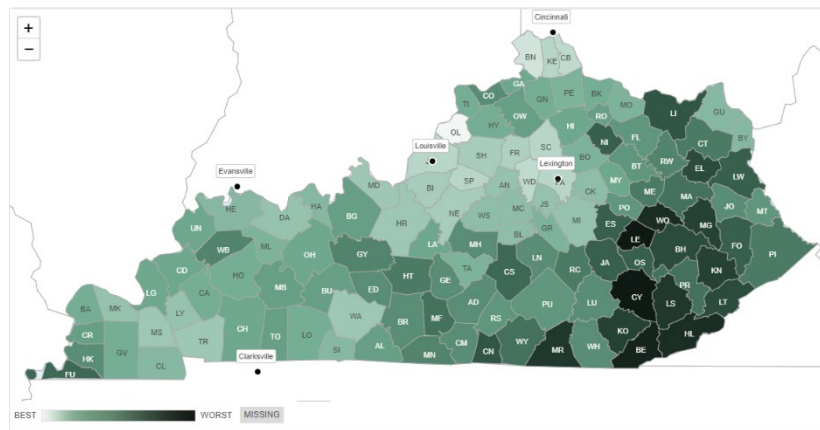 +
−
Cincinnati
BN KE CB
GA
CO
TI GN PE BK
HY OW RO MO LI GU
OL HI
SC NI FL CT BY
Louisville
SH FR
Lexington
BO BT RW EL
Evansville
BI SP AN WD FA MY ME LW
MD CK MA
HE DA HA BG HR NE WS MC JS MI PO WO JO MT
UN WB ML LA MH BL GR ES LE MG
OH GY TA LN BH FO PI
CD HO HT GE CS RC JA OS KN
LG CA MB BU ED CY PR
BA MK LY AD PU LU LS LT
CR MS WA BR MF RS KO HL
HK GV TR CH TO LO SI AL CM CN WY MR WH BE
FU CL MN
Clarksville
BEST WORST MISSING